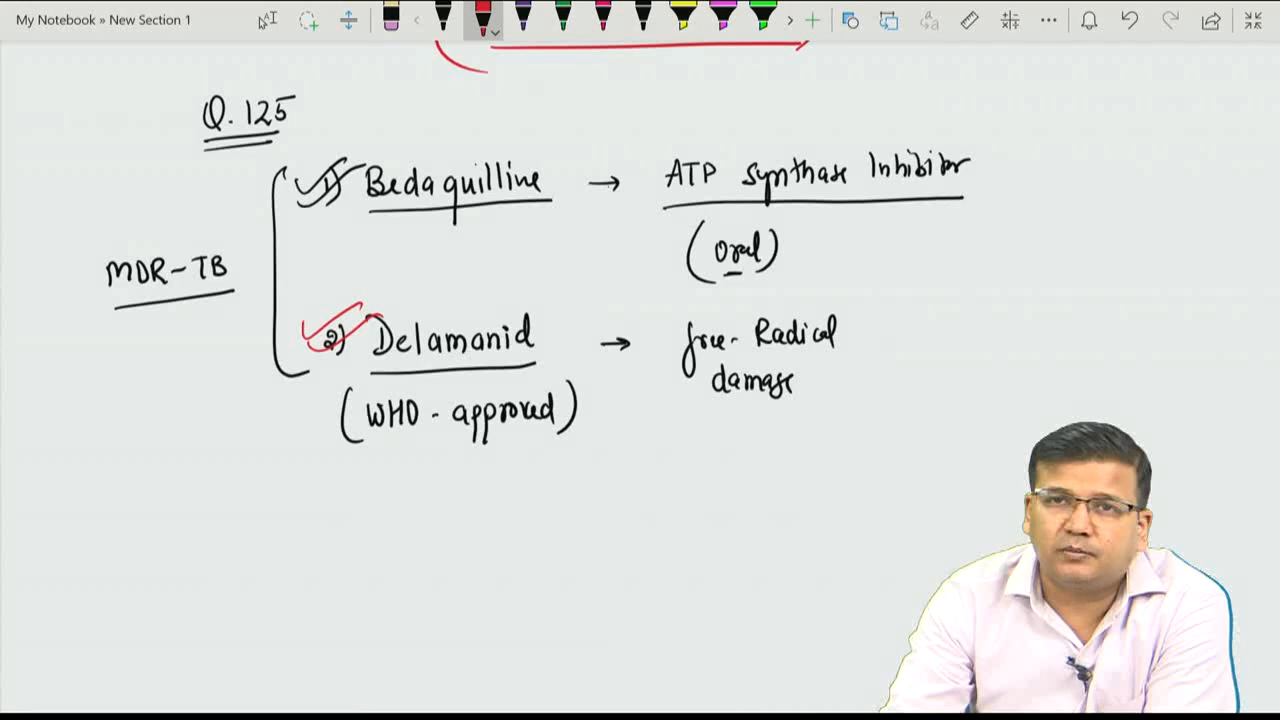 My Notebook » New Section 1
Q. 125
1) Bedaquilline → ATP synthase Inhibitor
(Oral)
MDR-TB
2) Delamanid → free-Radical
damage
(WHO-approved)